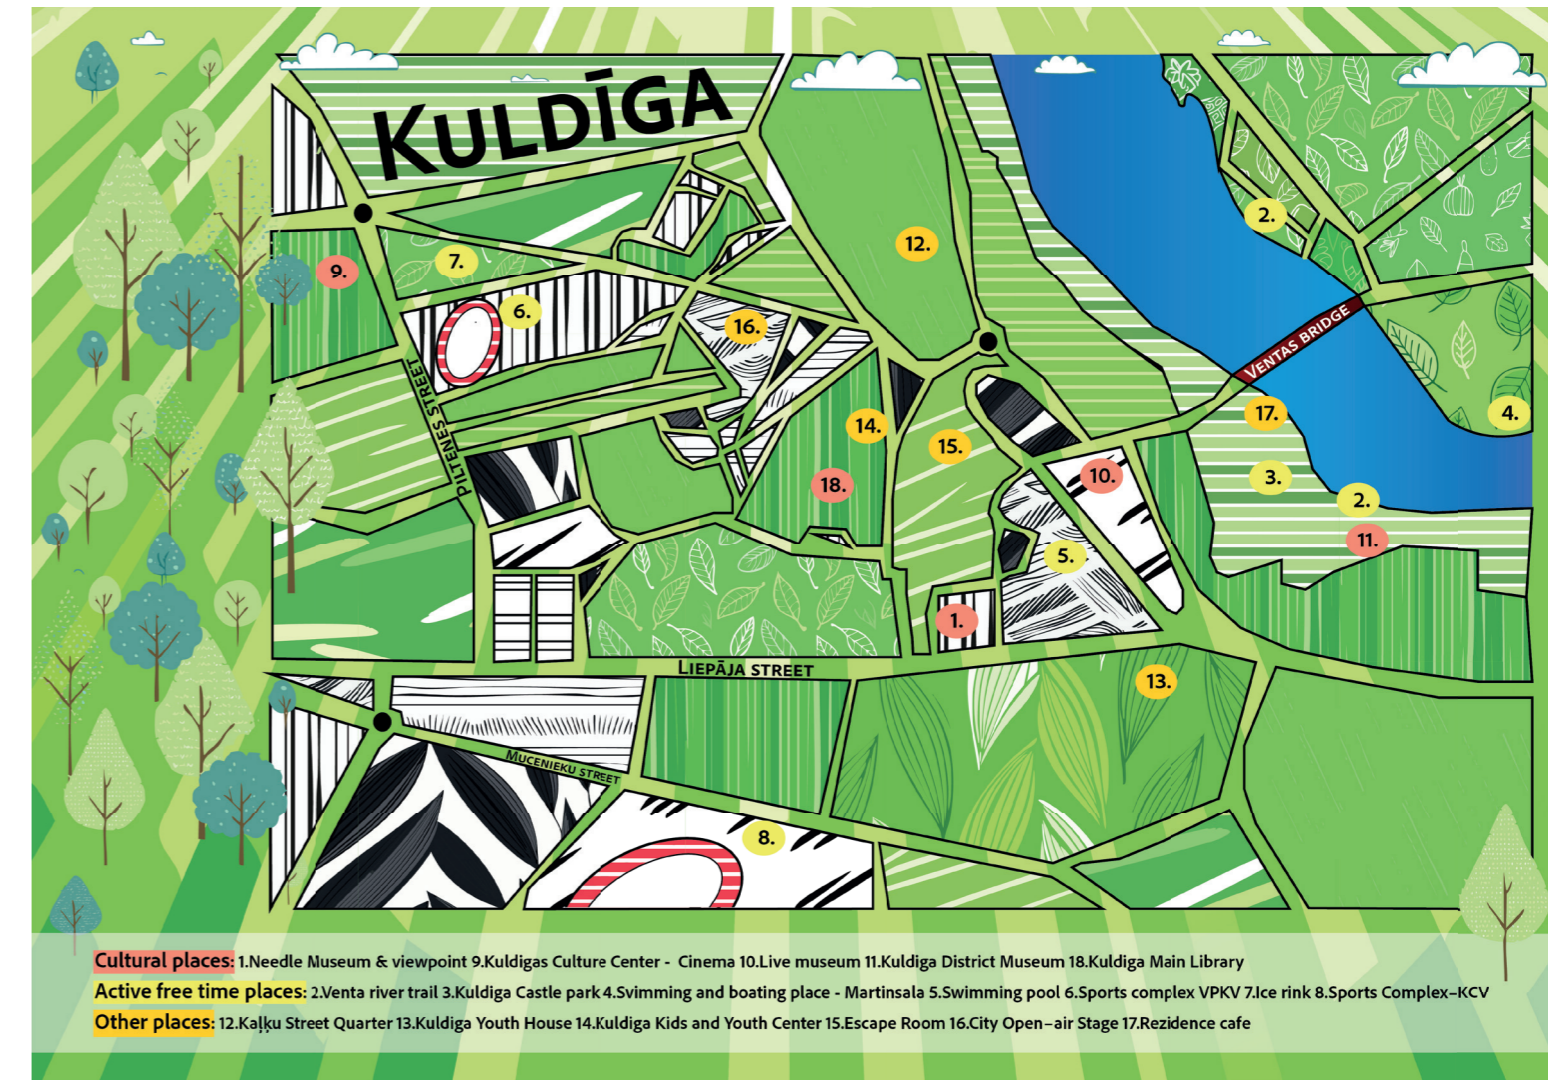 KULDĪGA
12.
2.
9.
7.
6.
16.
VENTAS BRIDGE
PILTENES STREET
17.
4.
14.
15.
18.
10.
3.
2.
11.
5.
1.
LIEPĀJA STREET
13.
MUCENIEKU STREET
8.
Cultural places: 1.Needle Museum & viewpoint 9.Kuldigas Culture Center - Cinema 10.Live museum 11.Kuldiga District Museum 18.Kuldiga Main Library
Active free time places: 2.Venta river trail 3.Kuldiga Castle park 4.Svimming and boating place - Martinsala 5.Swimming pool 6.Sports complex VPKV 7.Ice rink 8.Sports Complex–KCV
Other places: 12.Kaļķu Street Quarter 13.Kuldiga Youth House 14.Kuldiga Kids and Youth Center 15.Escape Room 16.City Open–air Stage 17.Rezidence cafe